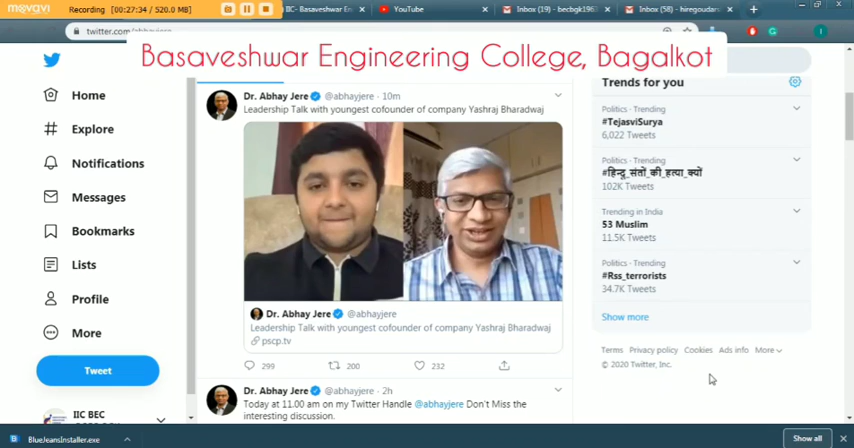 movavi
Recording [00:27:34 / 520.0 MB]
IIC- Basaveshwar En
YouTube
Inbox (19) - becbgk1963
Inbox (58) - hiregoudarsn
twitter.com/abhayjere
Basaveshwar Engineering College, Bagalkot
Home
Explore
Notifications
Messages
Bookmarks
Lists
Profile
More
Tweet
IIC BEC
Dr. Abhay Jere @abhayjere · 10m
Leadership Talk with youngest cofounder of company Yashraj Bharadwaj
Dr. Abhay Jere @abhayjere
Leadership Talk with youngest cofounder of company Yashraj Bharadwaj
pscp.tv
299
200
232
Dr. Abhay Jere @abhayjere · 2h
Today at 11.00 am on my Twitter Handle @abhayjere Don't Miss the
interesting discussion.
Trends for you
Politics · Trending
#TejasviSurya
6,022 Tweets
Politics · Trending
#हिन्दू_संतों_की_हत्या_क्यों
102K Tweets
Trending in India
53 Muslim
11.5K Tweets
Politics · Trending
#Rss_terrorists
34.7K Tweets
Show more
Terms Privacy policy Cookies Ads info More
© 2020 Twitter, Inc.
BlueJeansInstaller.exe
Show all